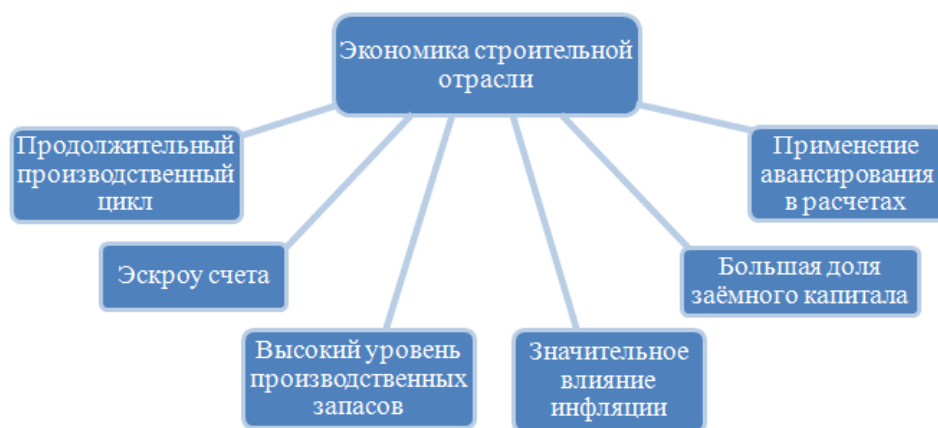 Экономика строительной
отрасли
Продолжительный
производственный
цикл
Эскроу счета
Высокий уровень
производственных
запасов
Значительное
влияние
инфляции
Большая доля
заёмного капитала
Применение
авансирования
в расчетах